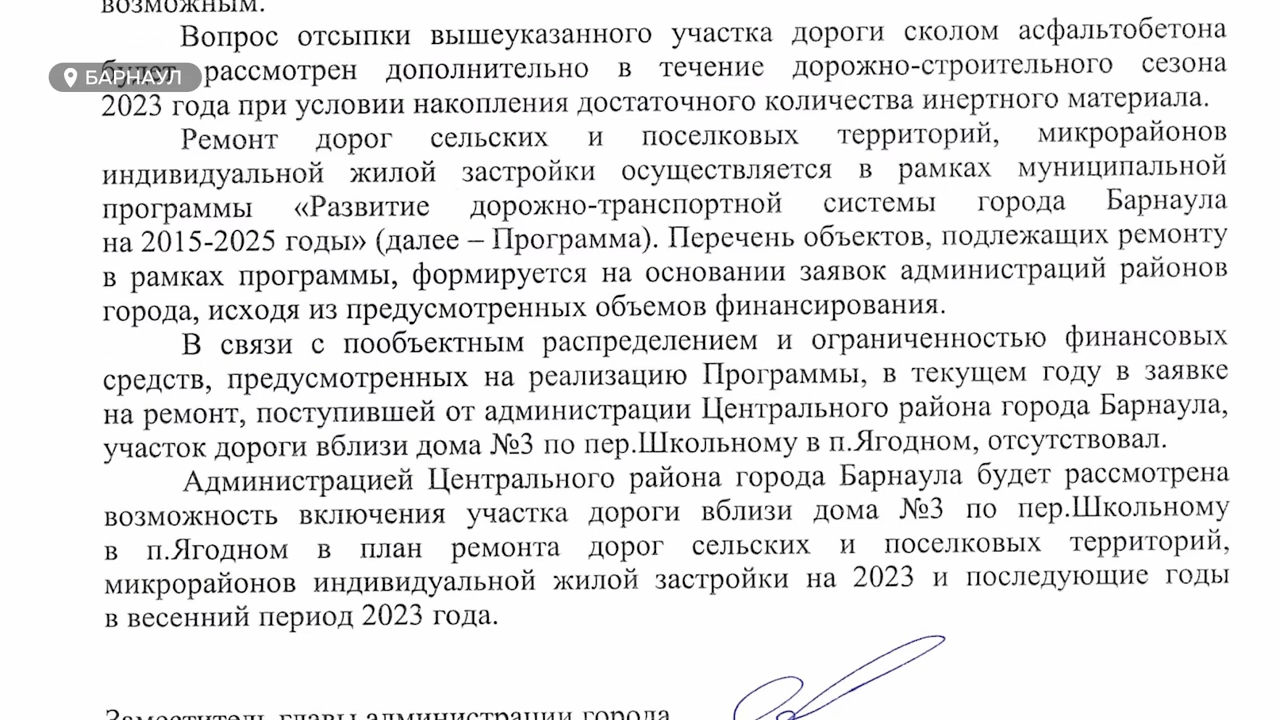 возможным.
Вопрос отсыпки вышеуказанного участка дороги сколом асфальтобетона
будет рассмотрен дополнительно в течение дорожно-строительного сезона
БАРНАУЛ
2023 года при условии накопления достаточного количества инертного материала.
Ремонт дорог сельских и поселковых территорий, микрорайонов
индивидуальной жилой застройки осуществляется в рамках муниципальной
программы «Развитие дорожно-транспортной системы города Барнаула
на 2015-2025 годы» (далее – Программа). Перечень объектов, подлежащих ремонту
в рамках программы, формируется на основании заявок администраций районов
города, исходя из предусмотренных объемов финансирования.
В связи с пообъектным распределением и ограниченностью финансовых
средств, предусмотренных на реализацию Программы, в текущем году в заявке
на ремонт, поступившей от администрации Центрального района города Барнаула,
участок дороги вблизи дома №3 по пер.Школьному в п.Ягодном, отсутствовал.
Администрацией Центрального района города Барнаула будет рассмотрена
возможность включения участка дороги вблизи дома №3 по пер.Школьному
в п.Ягодном в план ремонта дорог сельских и поселковых территорий,
микрорайонов индивидуальной жилой застройки на 2023 и последующие годы
в весенний период 2023 года.
Заместитель главы администрации города